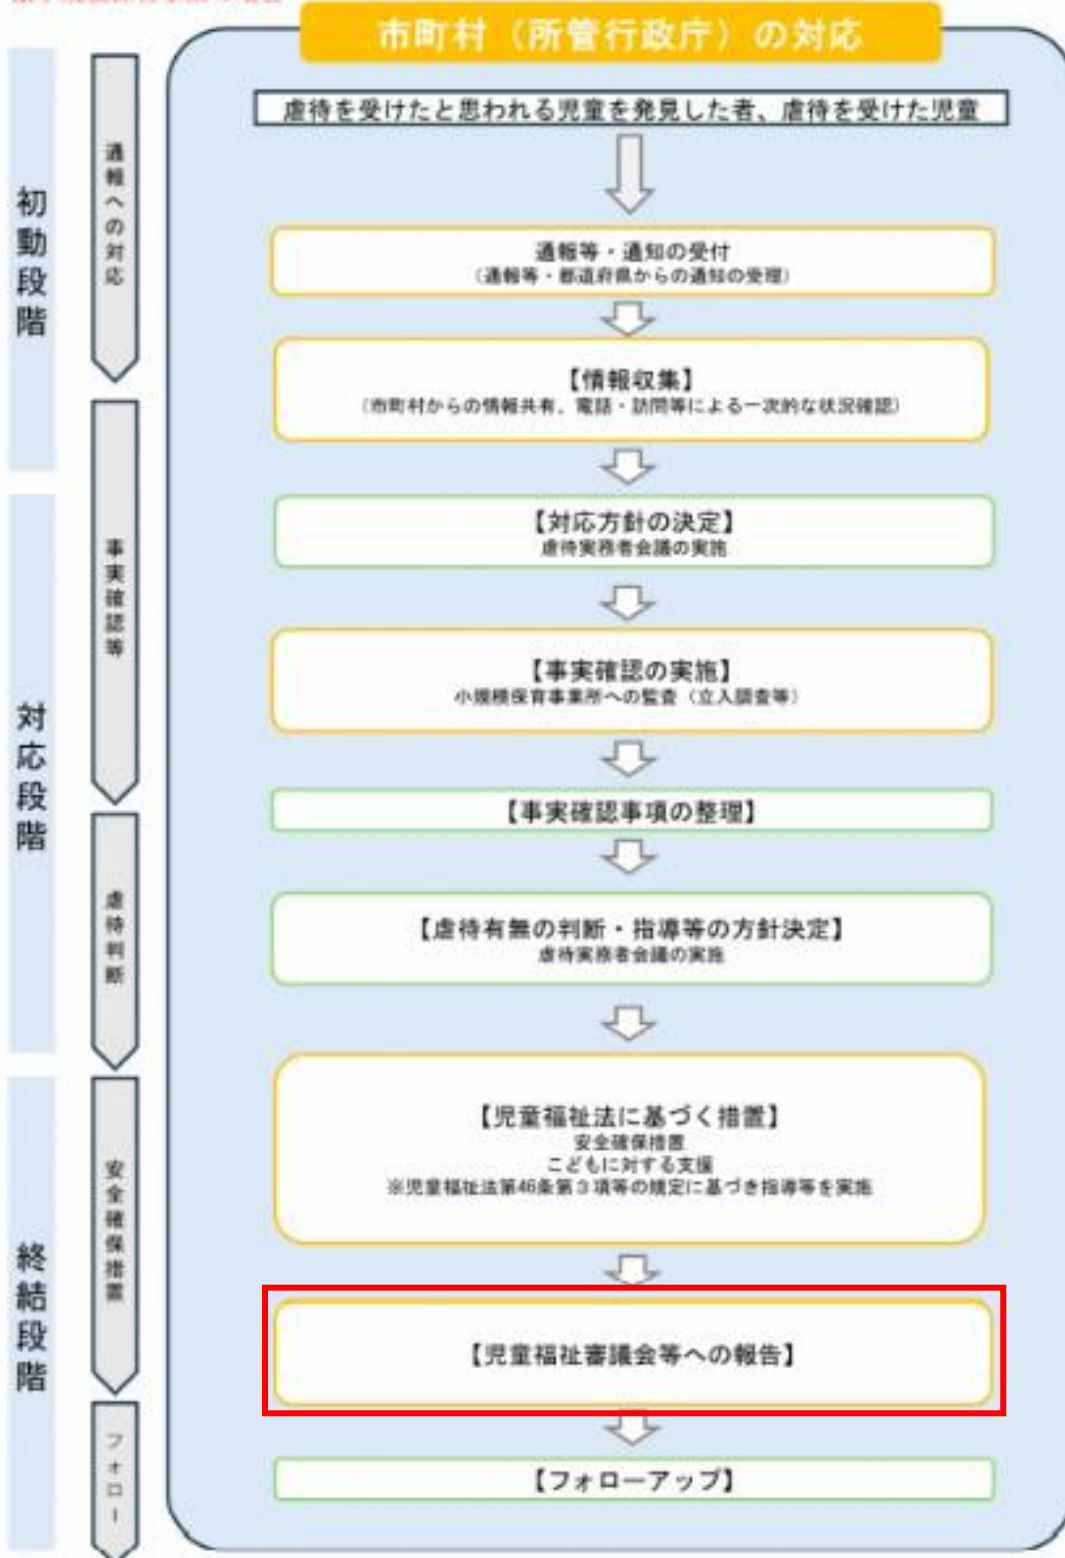 市町村（所管行政庁）の対応
虐待を受けたと思われる児童を発見した者、虐待を受けた児童
初動段階
通報への対応
通報等・通知の受付
（通報等・都道府県からの通知の受理）
【情報収集】
（市町村からの情報共有、電話・訪問等による一次的な状況確認）
対応段階
事実確認等
【対応方針の決定】
虐待実務者会議の実施
【事実確認の実施】
小規模保育事業所への監査（立入調査等）
【事実確認事項の整理】
虐待判断
【虐待有無の判断・指導等の方針決定】
虐待実務者会議の実施
終結段階
安全確保措置
【児童福祉法に基づく措置】
安全確保措置
こどもに対する支援
※児童福祉法第46条第３項等の規定に基づき指導等を実施
【児童福祉審議会等への報告】
フォロー
【フォローアップ】